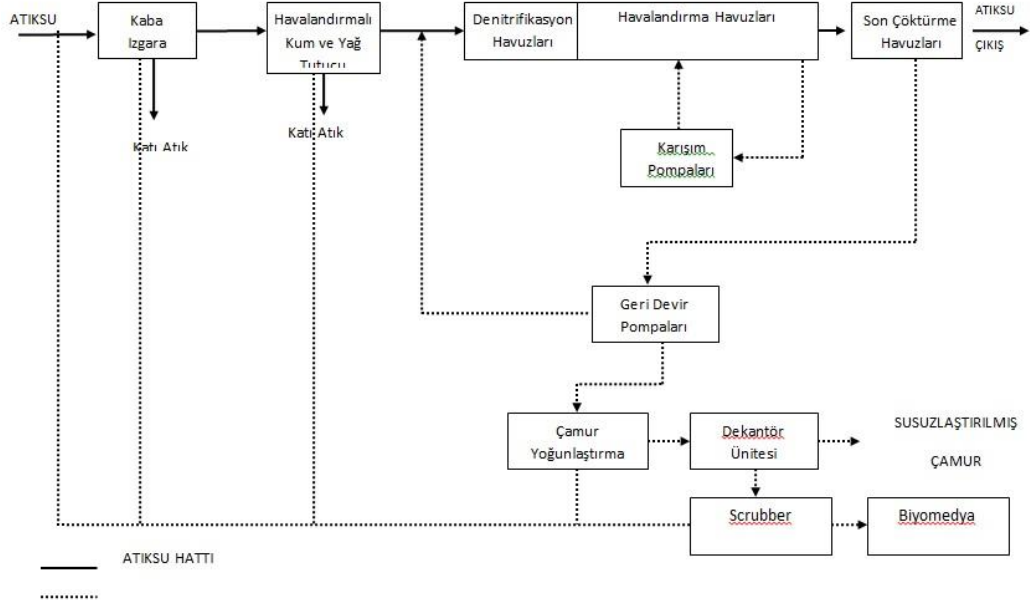 ATIKSU
Kaba
Izgara
Havalandırmalı
Kum ve Yağ
Tutucu
Denitrifikasyon
Havuzları
Havalandırma Havuzları
Son Çöktürme
Havuzları
ATIKSU
ÇIKIŞ
Katı Atık
Katı Atık
Karışım
Pompaları
Geri Devir
Pompaları
Çamur
Yoğunlaştırma
Dekantör
Ünitesi
SUSUZLAŞTIRILMIŞ
ÇAMUR
Scrubber
Biyomedya
ATIKSU HATTI